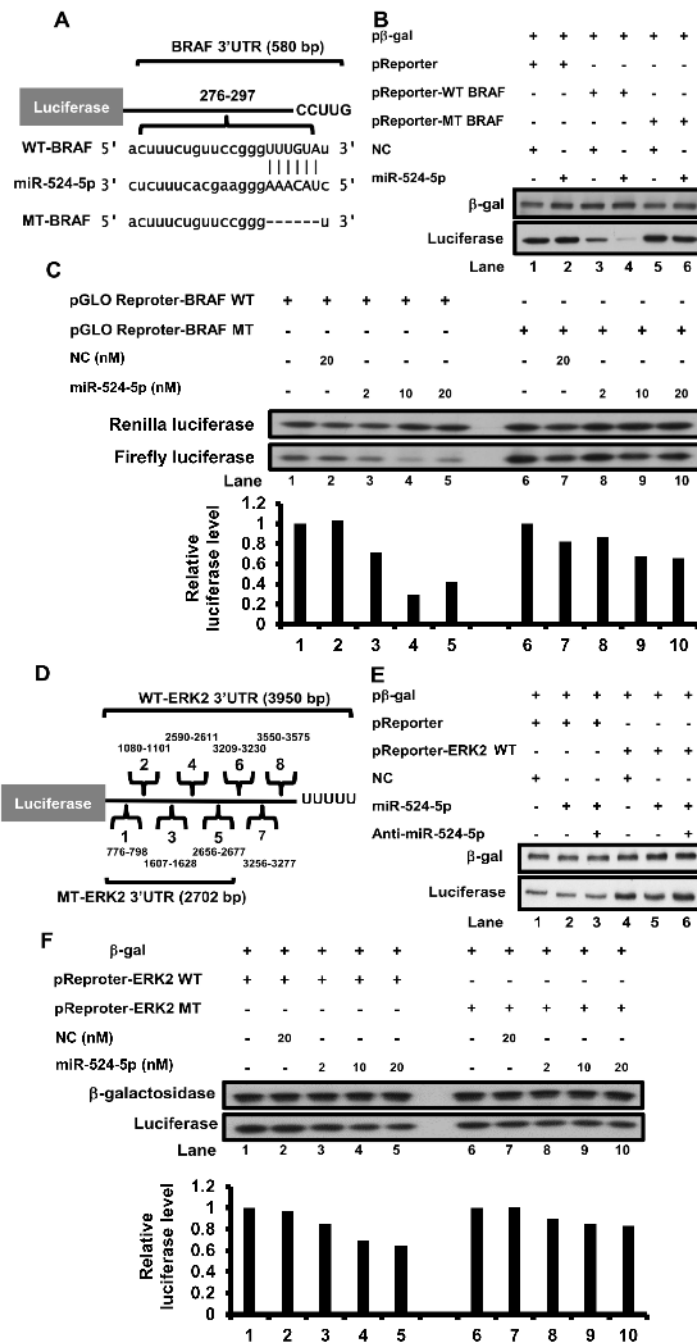 A
BRAF 3'UTR (580 bp)
Luciferase
276-297
CCUUG
WT-BRAF 5' acuuucuguuccgggUUUGUAu 3'
miR-524-5p 3' cucuuucacgaagggAAACAUc 5'
MT-BRAF 5' acuuucuguuccggg------u 3'
B
pβ-gal + + + + + +
pReporter + + - - - -
pReporter-WT BRAF - - + + - -
pReporter-MT BRAF - - - - + +
NC + - + - + -
miR-524-5p - + - + - +
β-gal
Luciferase
Lane 1 2 3 4 5 6
C
pGLO Reproter-BRAF WT + + + + + - - - - -
pGLO Reproter-BRAF MT - - - - - + + + + +
NC (nM) - 20 - - - - 20 - - -
miR-524-5p (nM) - - 2 10 20 - - 2 10 20
Renilla luciferase
Firefly luciferase
Lane 1 2 3 4 5 6 7 8 9 10
Relative
luciferase level
1.2
1
0.8
0.6
0.4
0.2
0
1 2 3 4 5 6 7 8 9 10
D
WT-ERK2 3'UTR (3950 bp)
2590-2611 3550-3575
1080-1101 3209-3230
2 4 6 8
Luciferase
UUUUU
1 3 5 7
776-798 2656-2677
1607-1628 3256-3277
MT-ERK2 3'UTR (2702 bp)
E
pβ-gal + + + + + +
pReporter + + + - - -
pReporter-ERK2 WT - - - + + +
NC + - - + - -
miR-524-5p - + + - + +
Anti-miR-524-5p - - + - - +
β-gal
Luciferase
Lane 1 2 3 4 5 6
F
β-gal + + + + + + + + + +
pReproter-ERK2 WT + + + + + - - - - -
pReproter-ERK2 MT - - - - - + + + + +
NC (nM) - 20 - - - - 20 - - -
miR-524-5p (nM) - - 2 10 20 - - 2 10 20
β-galactosidase
Luciferase
Lane 1 2 3 4 5 6 7 8 9 10
Relative
luciferase level
1.2
1
0.8
0.6
0.4
0.2
0
1 2 3 4 5 6 7 8 9 10